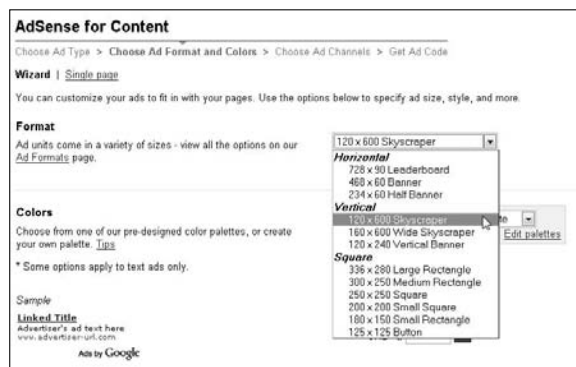 AdSense for Content
Choose Ad Type > Choose Ad Format and Colors > Choose Ad Channels > Get Ad Code
Wizard | Single page
You can customize your ads to fit in with your pages. Use the options below to specify ad size, style, and more.
Format
Ad units come in a variety of sizes - view all the options on our
Ad Formats page.
120 x 600 Skyscraper
Horizontal
728 x 90 Leaderboard
468 x 60 Banner
234 x 60 Half Banner
Vertical
120 x 600 Skyscraper
160 x 600 Wide Skyscraper
120 x 240 Vertical Banner
Square
336 x 280 Large Rectangle
300 x 250 Medium Rectangle
250 x 250 Square
200 x 200 Small Square
180 x 150 Small Rectangle
125 x 125 Button
Colors
Choose from one of our pre-designed color palettes, or create
your own palette. Tips
Edit palettes
* Some options apply to text ads only.
Sample
Linked Title
Advertiser's ad text here
www.advertiser-url.com
Ads by Google